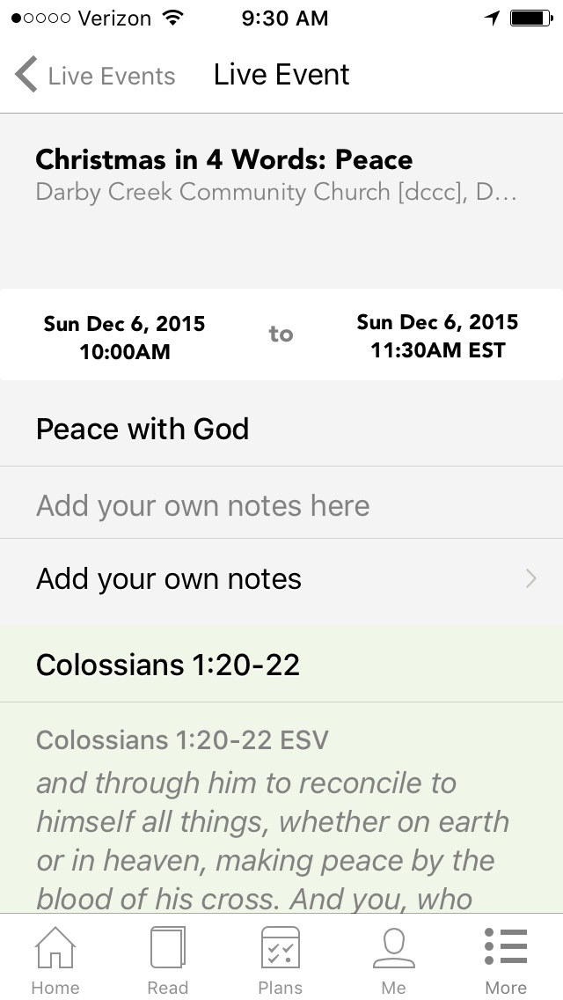 Verizon 9:30 AM
Live Events Live Event
Christmas in 4 Words: Peace
Darby Creek Community Church [dccc], D...
Sun Dec 6, 2015
10:00AM
to
Sun Dec 6, 2015
11:30AM EST
Peace with God
Add your own notes here
Add your own notes
Colossians 1:20-22
Colossians 1:20-22 ESV
and through him to reconcile to
himself all things, whether on earth
or in heaven, making peace by the
blood of his cross. And you, who
Home Read Plans Me More